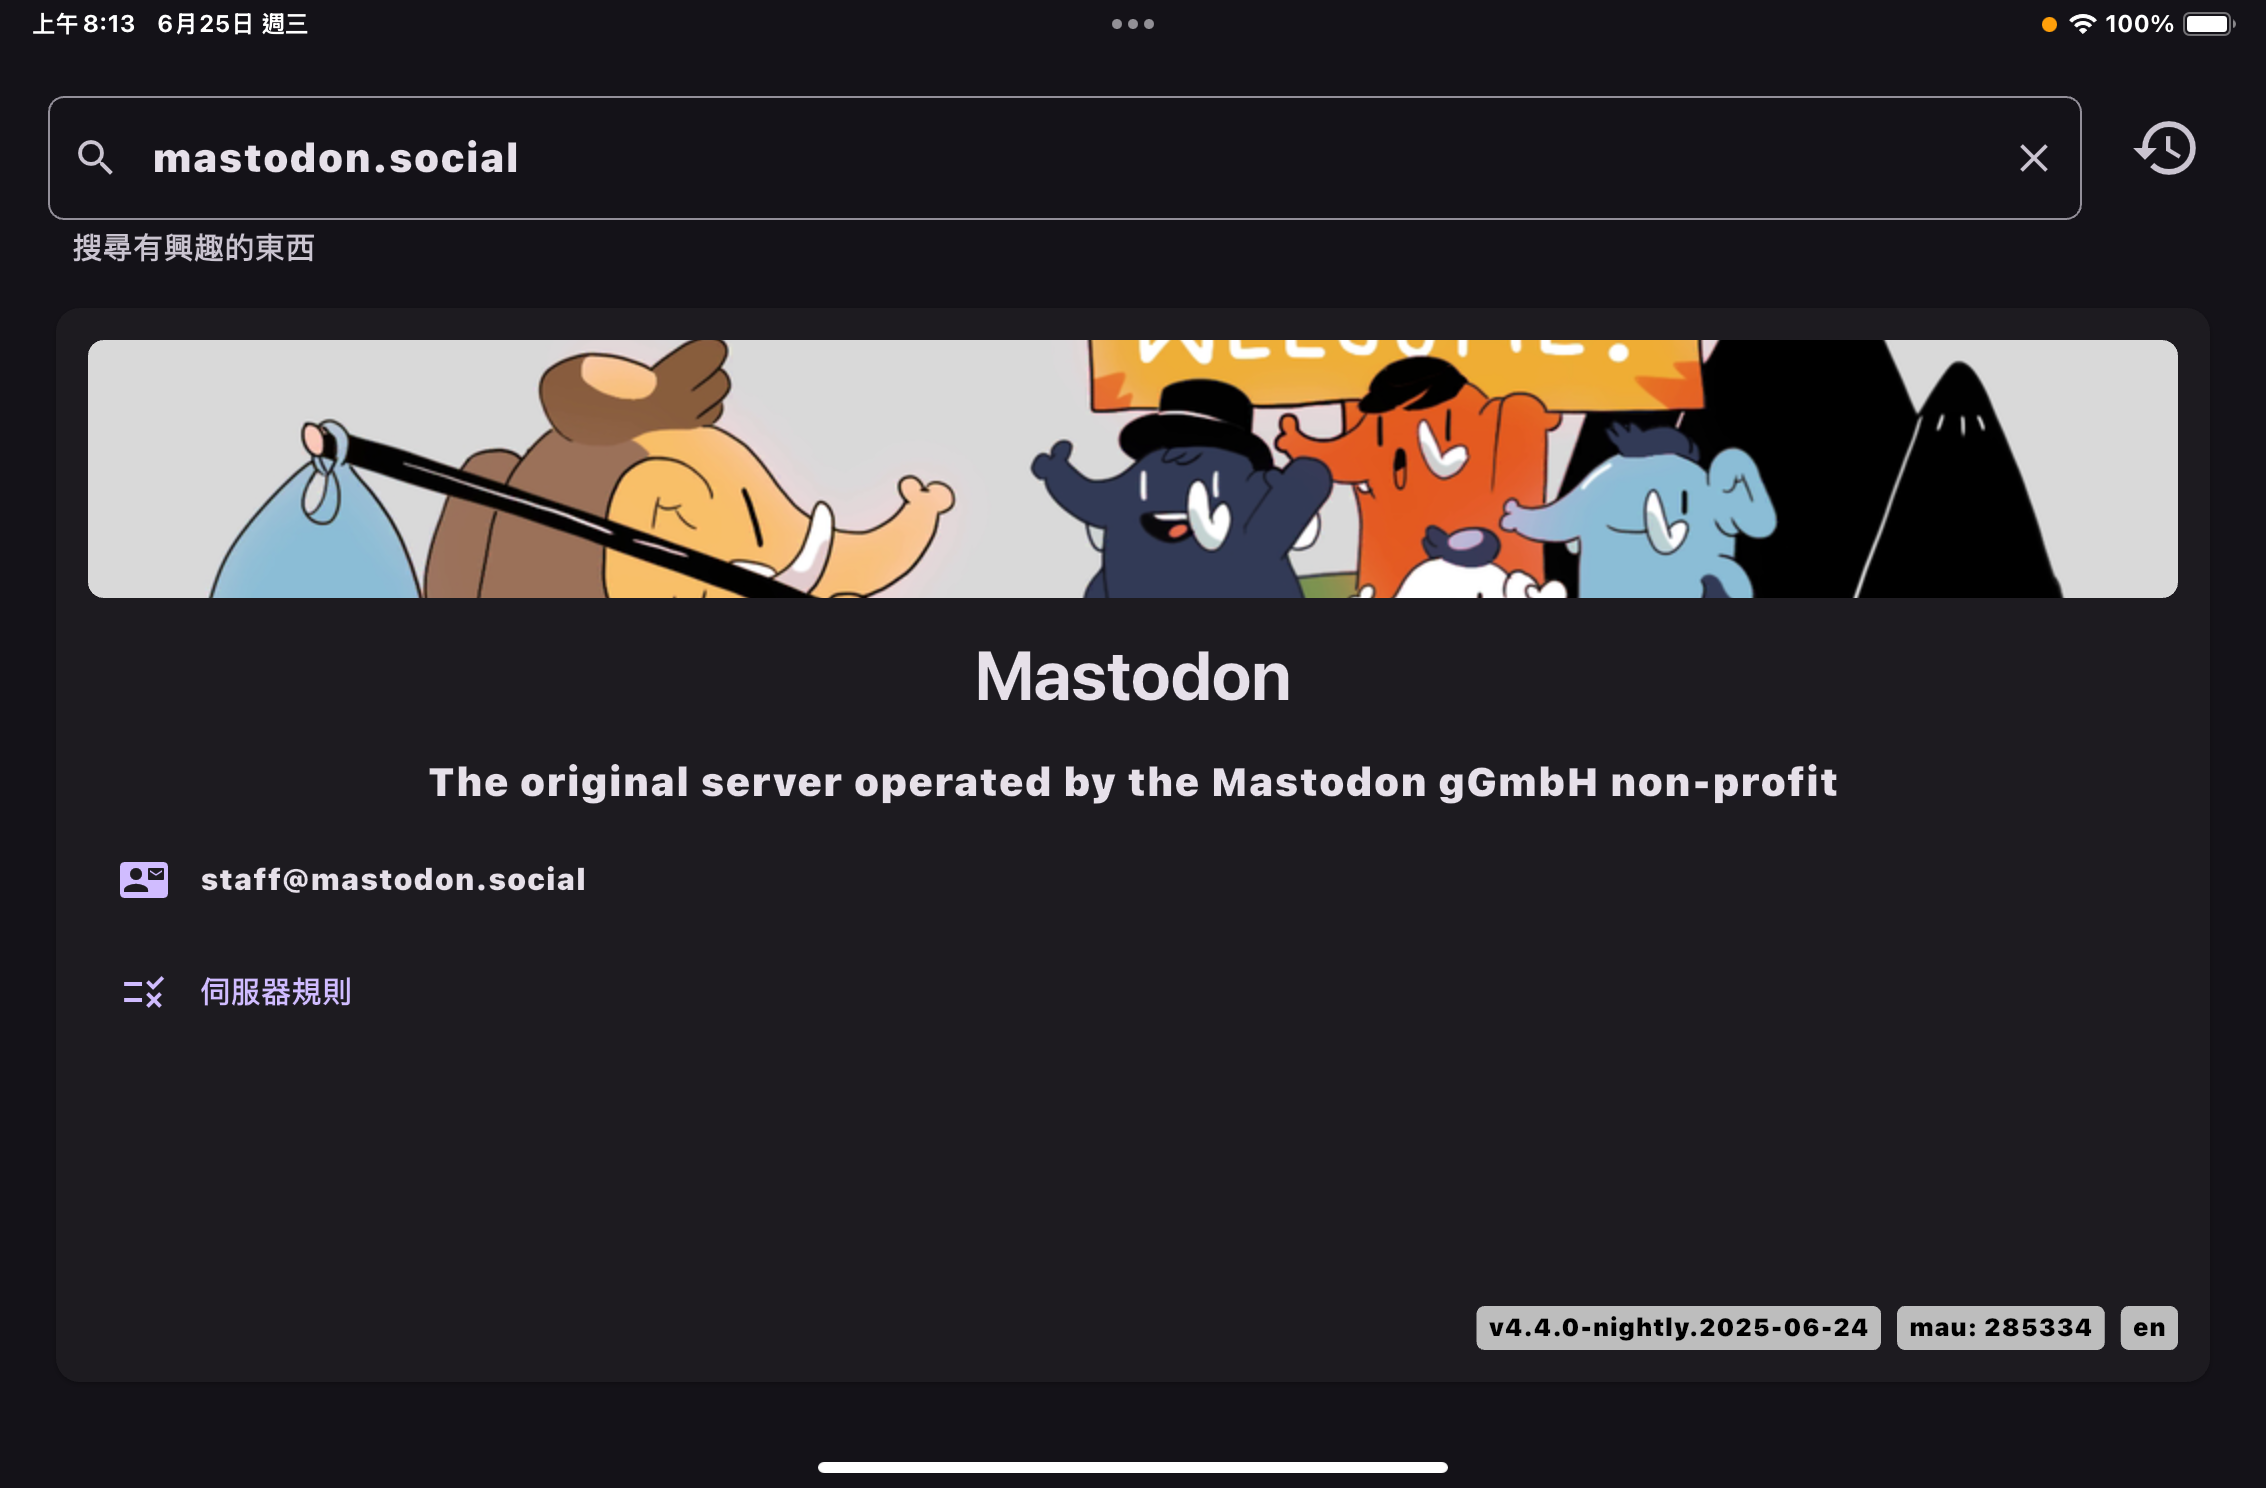 上午8:13 6月25日 週三
100%
mastodon.social
搜尋有興趣的東西
WELCOME!
Mastodon
The original server operated by the Mastodon gGmbH non-profit
staff@mastodon.social
伺服器規則
v4.4.0-nightly.2025-06-24 mau: 285334 en